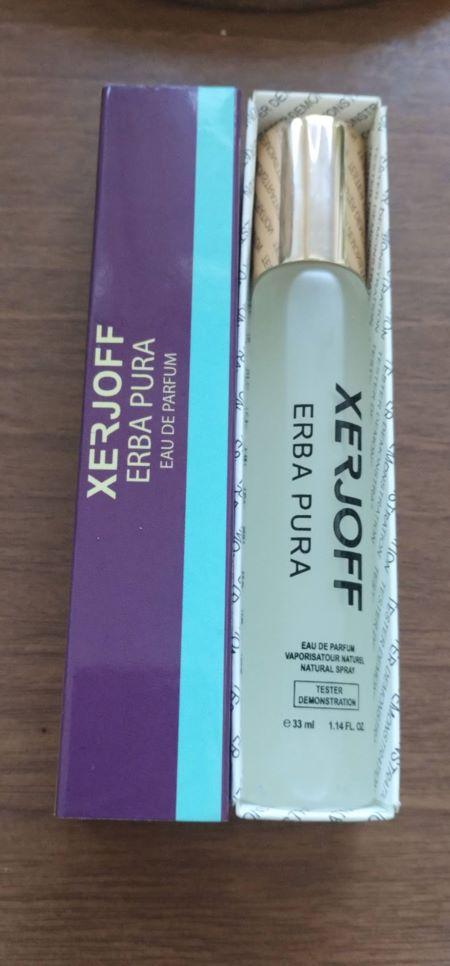 XERJOFF
ERBA PURA
EAU DE PARFUM
XERJOFF
ERBA PURA
EAU DE PARFUM
VAPORISATOUR NATUREL
NATURAL SPRAY
TESTER
DEMONSTRATION
e 33 ml 1.14 FL. OZ